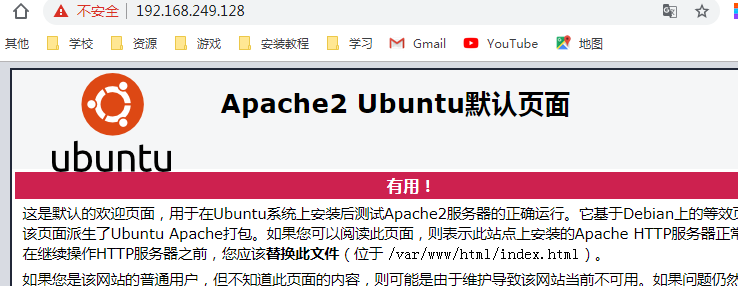 不安全 192.168.249.128
其他 学校 资源 游戏 安装教程 学习 Gmail YouTube 地图
Apache2 Ubuntu默认页面
ubuntu
有用！
这是默认的欢迎页面，用于在Ubuntu系统上安装后测试Apache2服务器的正确运行。它基于Debian上的等效页
该页面派生了Ubuntu Apache打包。如果您可以阅读此页面，则表示此站点上安装的Apache HTTP服务器正常
在继续操作HTTP服务器之前，您应该替换此文件（位于 /var/www/html/index.html）。
如果您是该网站的普通用户，但不知道此页面的内容，则可能是由于维护导致该网站当前不可用。如果问题仍然